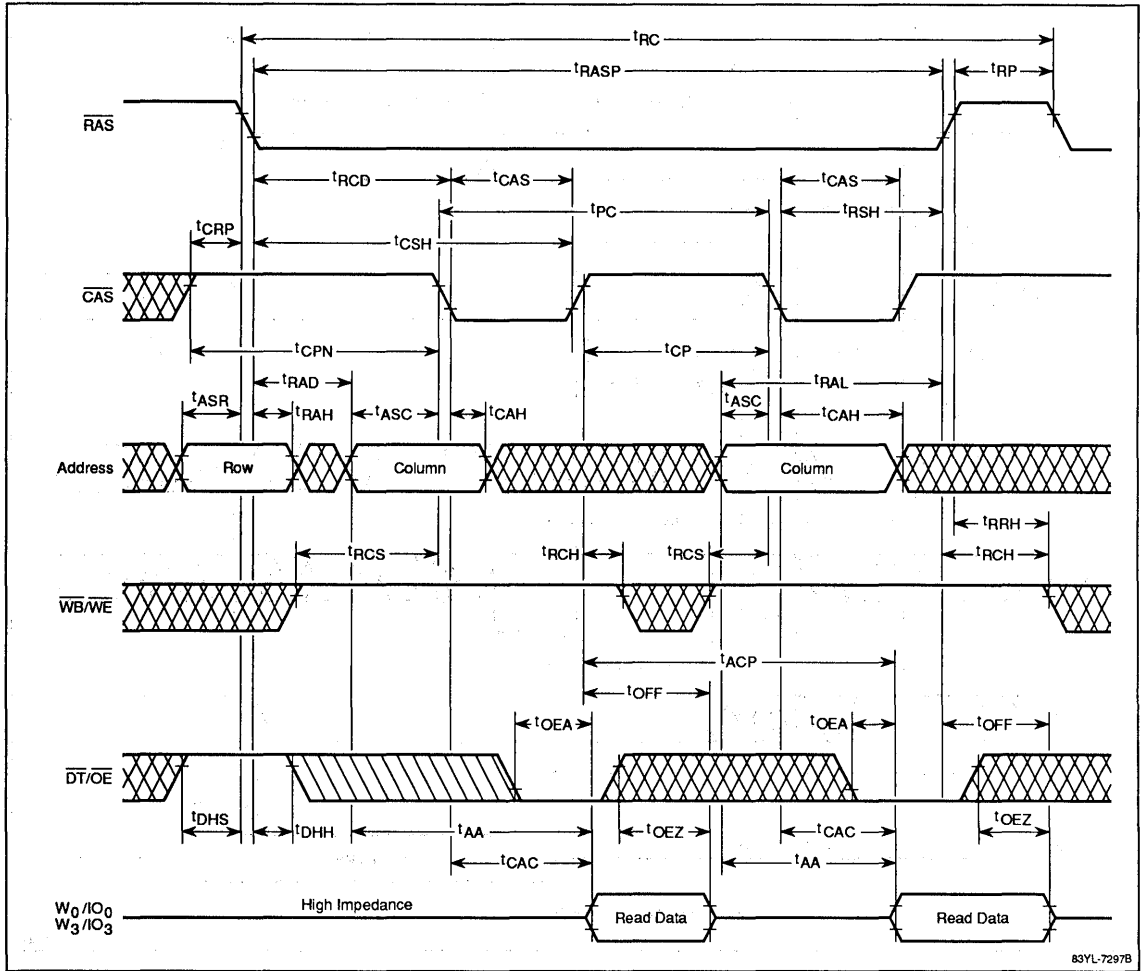 tRC
tRASP
tRP
RAS
tRCD
tCAS
tCAS
tPC
tRSH
tCRP
tCSH
CAS
tCPN
tCP
tRAD
tRAL
tASR
tRAH
tASC
tCAH
tASC
tCAH
Address
Row
Column
Column
tRRH
tRCS
tRCH
tRCS
tRCH
WB/WE
tACP
tOFF
tOEA
tOEA
tOFF
DT/OE
tDHS
tDHH
tAA
tOEZ
tCAC
tOEZ
tCAC
tAA
W0/IO0
W3/IO3
High Impedance
Read Data
Read Data
83YL-7297B